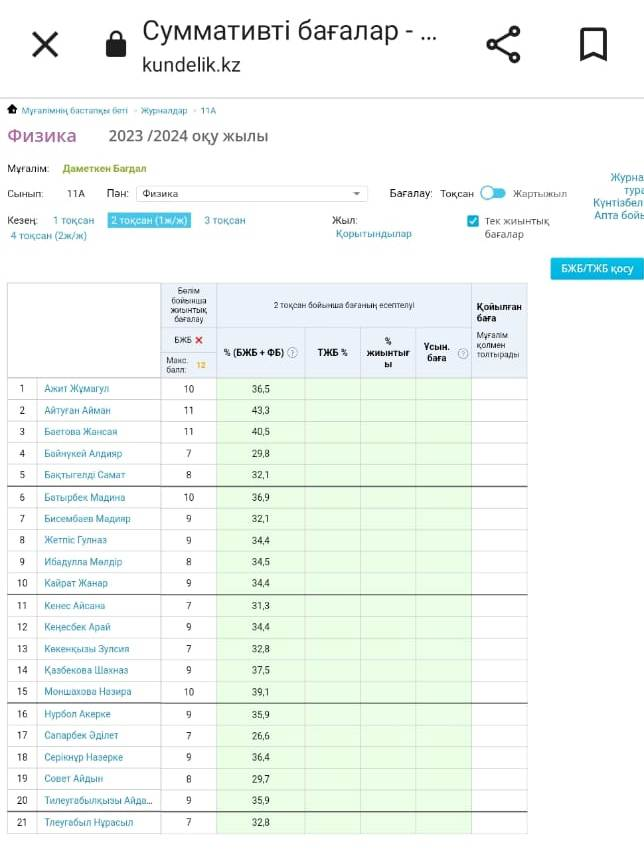 Суммативті бағалар - ...
kundelik.kz
Мұғалімнің бастапқы беті - Журналдар - 11А
Физика 2023 /2024 оқу жылы
Мұғалім: Даметкен Бағдал
Сынып: 11А Пән: Физика Бағалау: Тоқсан Жартыжыл
Журна
тура
Күнтізбел
Апта бойы
Кезең: 1 тоқсан 2 тоқсан (1ж/ж) 3 тоқсан
4 тоқсан (2ж/ж)
Жыл:
Қорытындылар
Тек жиынтық
бағалар
БЖБ/ТЖБ қосу
Бөлім
бойынша
жиынтық
бағалау
2 тоқсан бойынша бағаның есептелуі
Қойылған
баға
Мұғалім
қолмен
толтырады
БЖБ
Макс.
балл: 12
% (БЖБ + ФБ) ?
ТЖБ %
%
жиынтығ
ы
Ұсын.
баға ?
1 Ажит Жұмагул 10 36,5
2 Айтуған Айман 11 43,3
3 Баетова Жансая 11 40,5
4 Байнукей Алдияр 7 29,8
5 Бақтыгелді Самат 8 32,1
6 Батырбек Мадина 10 36,9
7 Бисембаев Мадияр 9 32,1
8 Жетпіс Гулназ 9 34,4
9 Ибадулла Мөлдір 8 34,5
10 Кайрат Жанар 9 34,4
11 Кенес Айсана 7 31,3
12 Кеңесбек Арай 9 34,4
13 Көкенқызы Зулсия 7 32,8
14 Қазбекова Шахназ 9 37,5
15 Моншахова Назира 10 39,1
16 Нурбол Акерке 9 35,9
17 Сапарбек Әділет 7 26,6
18 Серікнұр Назерке 9 36,4
19 Совет Айдын 8 29,7
20 Тилеуғабылқызы Айда... 9 35,9
21 Тлеуғабыл Нұрасыл 7 32,8